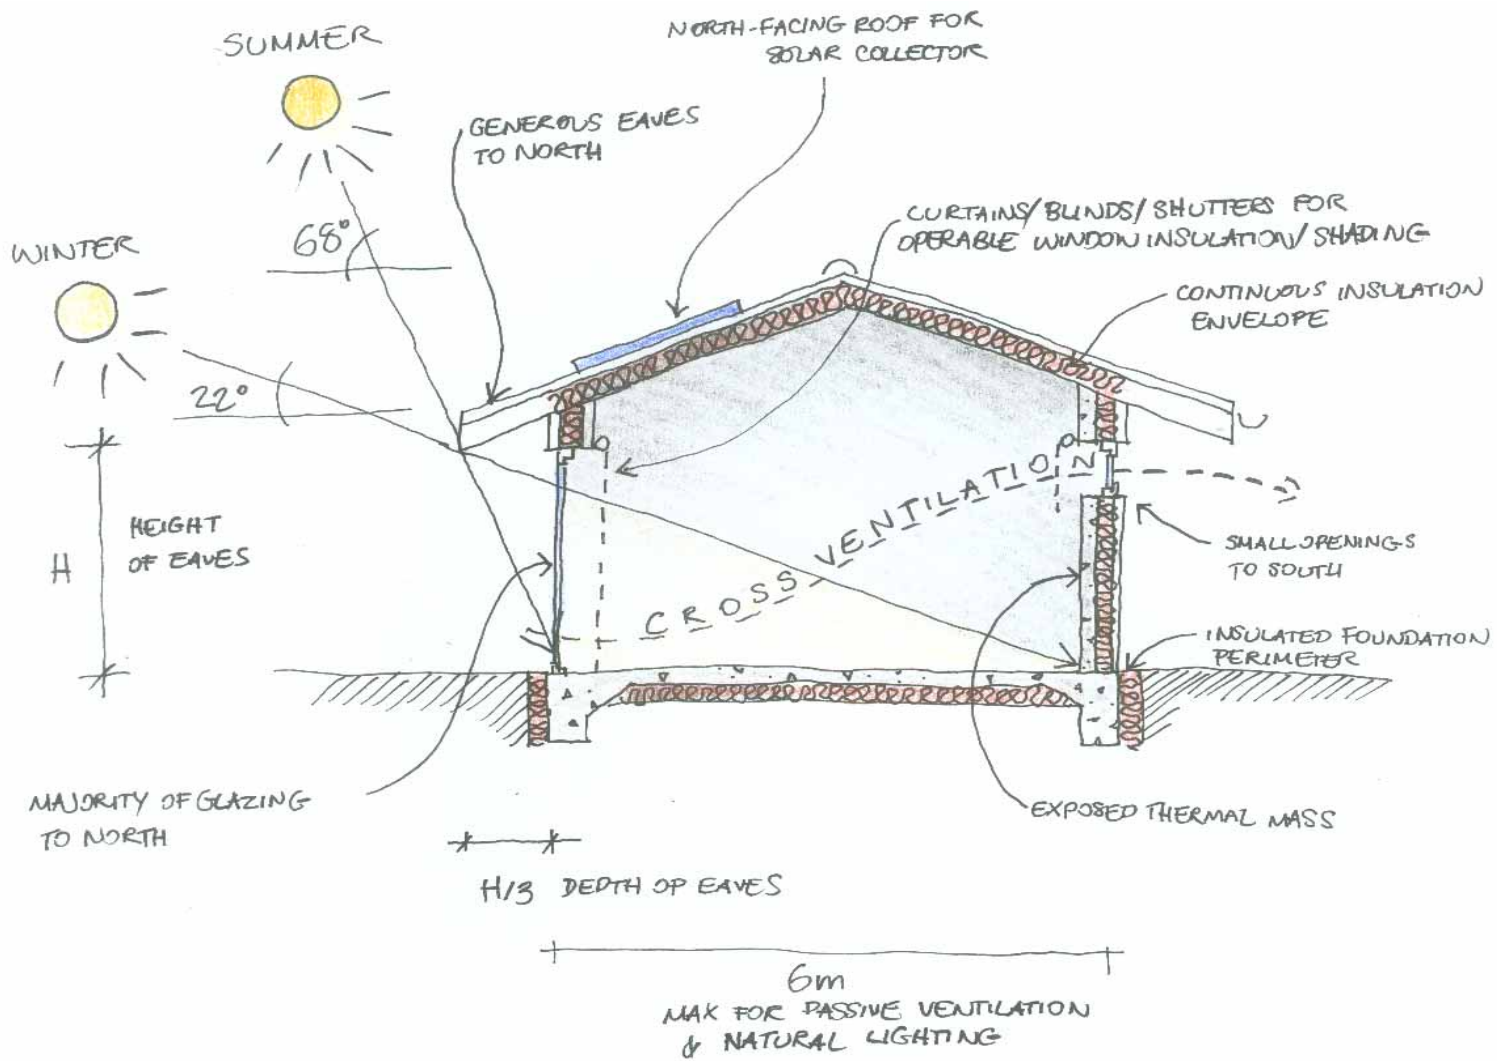 SUMMER
NORTH-FACING ROOF FOR
SOLAR COLLECTOR
GENEROUS EAVES
TO NORTH
WINTER
68°
CURTAINS/BLINDS/SHUTTERS FOR
OPERABLE WINDOW INSULATION/SHADING
CONTINUOUS INSULATION
ENVELOPE
22°
HEIGHT
OF EAVES
H
CROSS VENTILATION
SMALL OPENINGS
TO SOUTH
INSULATED FOUNDATION
PERIMETER
MAJORITY OF GLAZING
TO NORTH
EXPOSED THERMAL MASS
H/3 DEPTH OF EAVES
6m
MAX FOR PASSIVE VENTILATION
& NATURAL LIGHTING